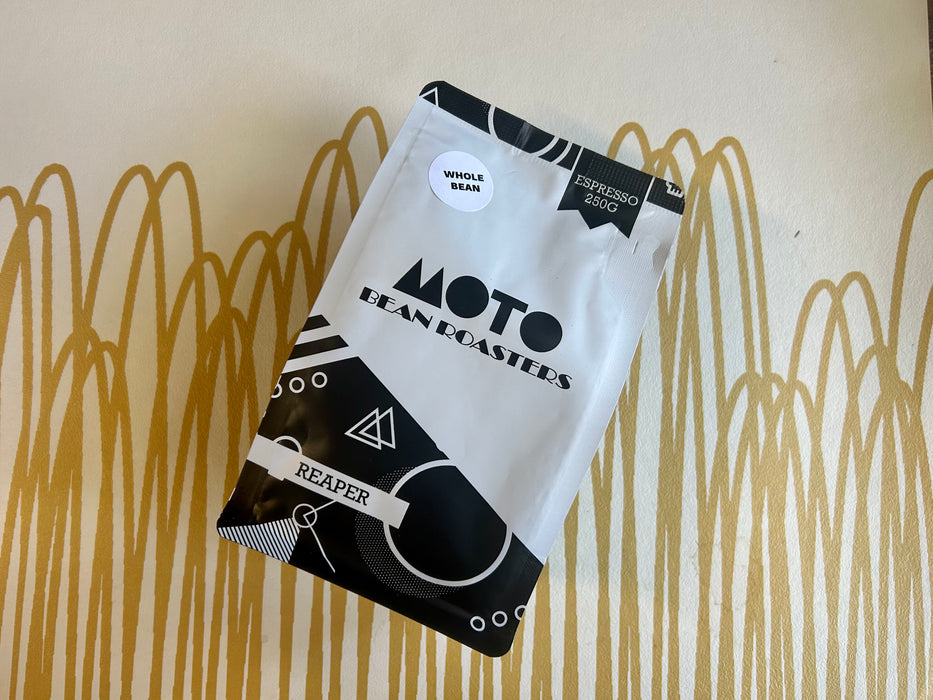 WHOLE
BEAN
ESPRESSO
250G
MOTO
BEAN ROASTERS
REAPER